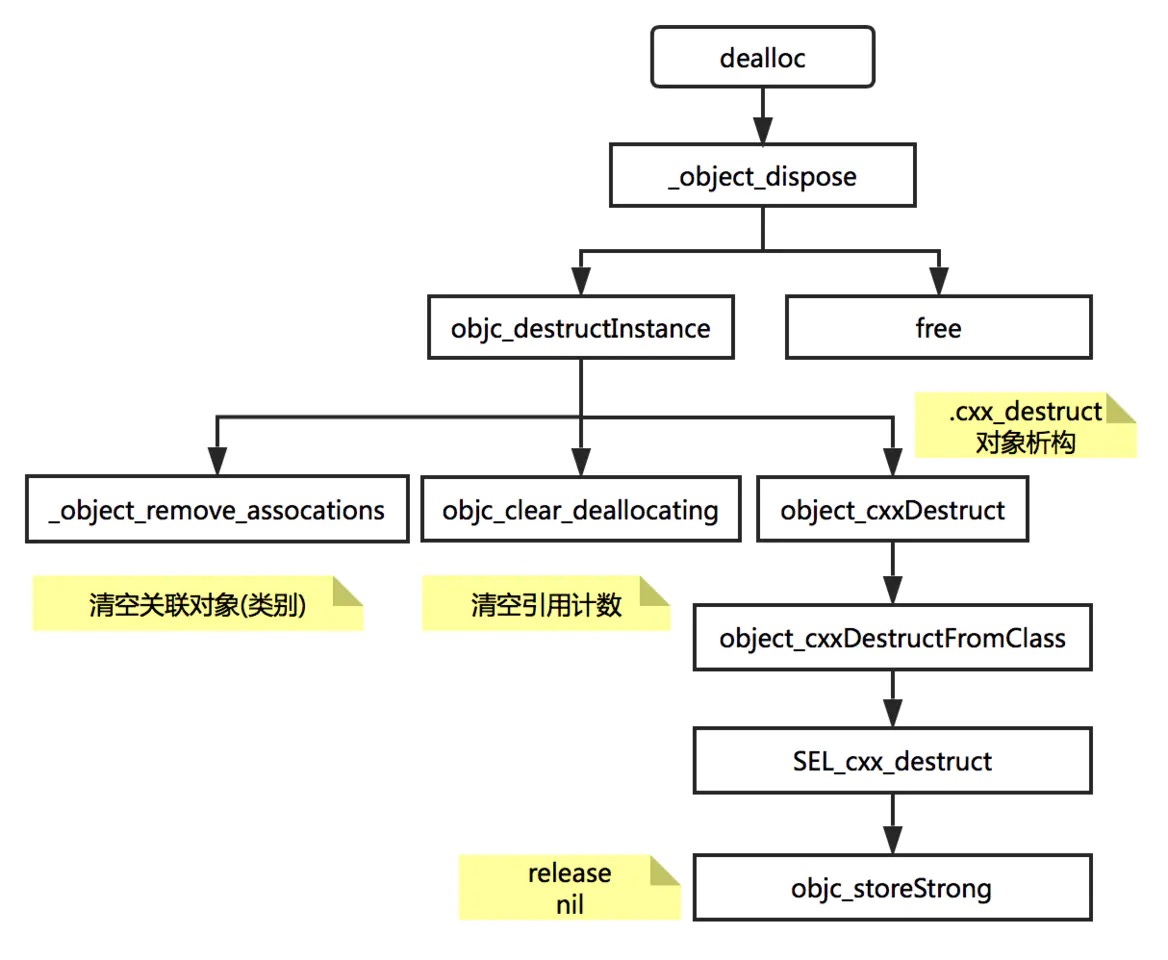 dealloc
_object_dispose
objc_destructInstance
free
.cxx_destruct
对象析构
_object_remove_assocations
objc_clear_deallocating
object_cxxDestruct
清空关联对象(类别)
清空引用计数
object_cxxDestructFromClass
SEL_cxx_destruct
release
nil
objc_storeStrong